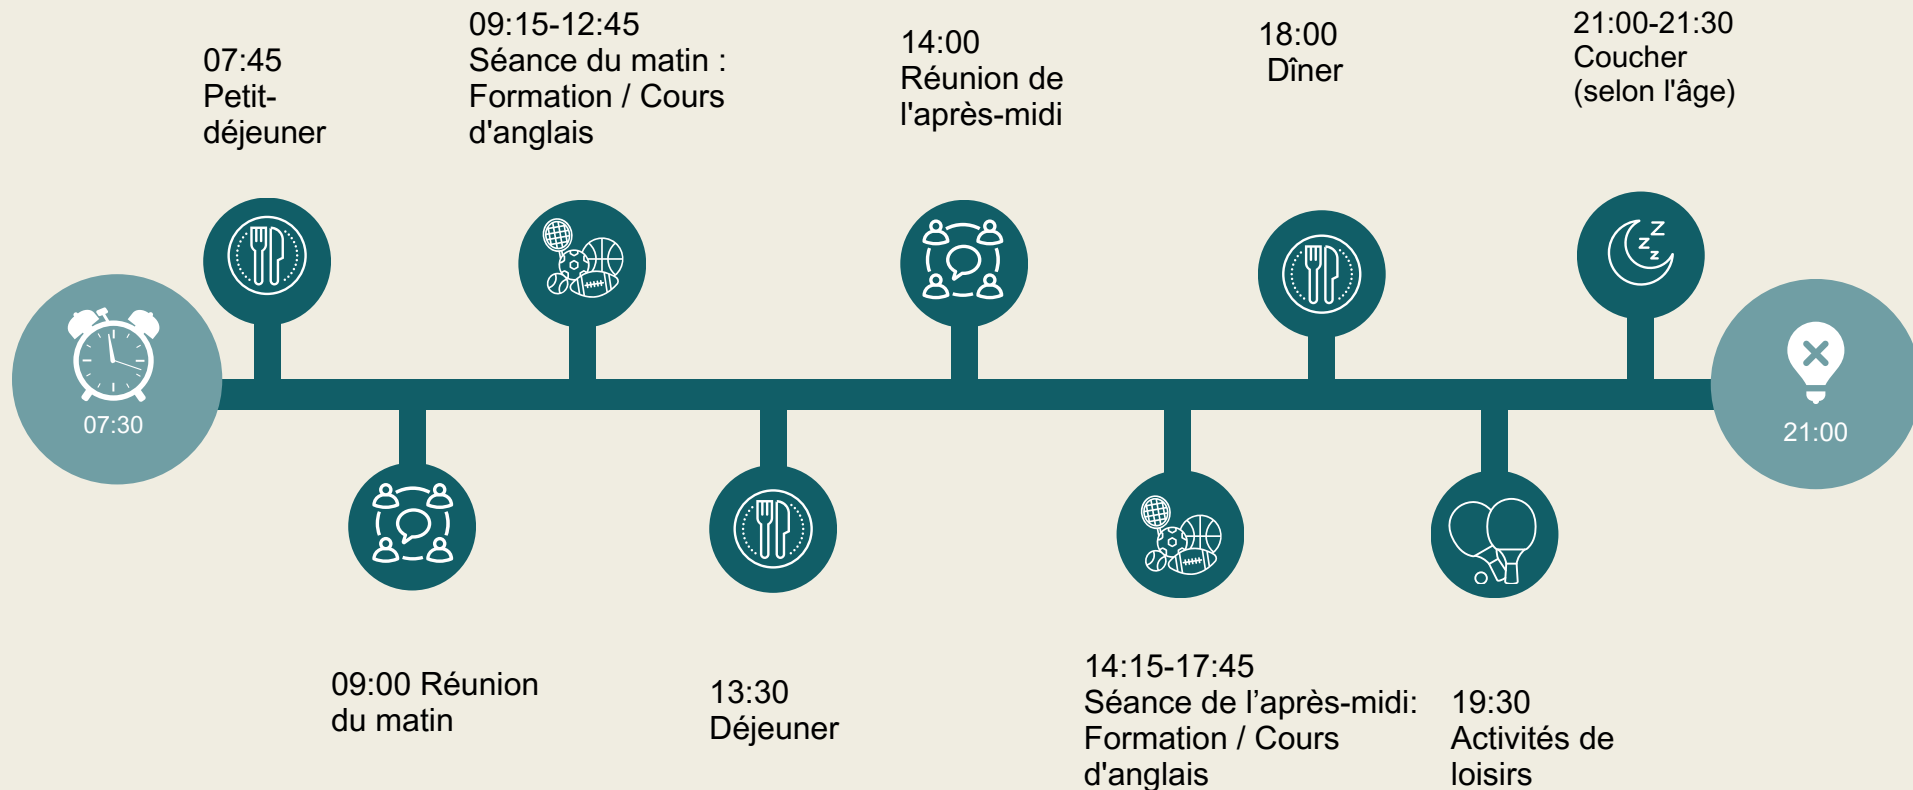 07:45
Petit-
déjeuner
09:15-12:45
Séance du matin :
Formation / Cours
d'anglais
14:00
Réunion de
l'après-midi
18:00
Dîner
21:00-21:30
Coucher
(selon l'âge)
07:30
21:00
09:00 Réunion
du matin
13:30
Déjeuner
14:15-17:45
Séance de l’après-midi:
Formation / Cours
d'anglais
19:30
Activités de
loisirs
z
z
z